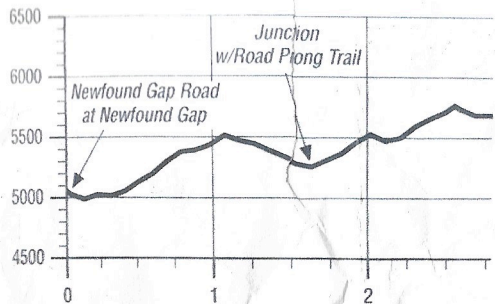 6500
Junction
w/Road Prong Trail
6000
Newfound Gap Road
at Newfound Gap
5500
5000
4500
0
1
2